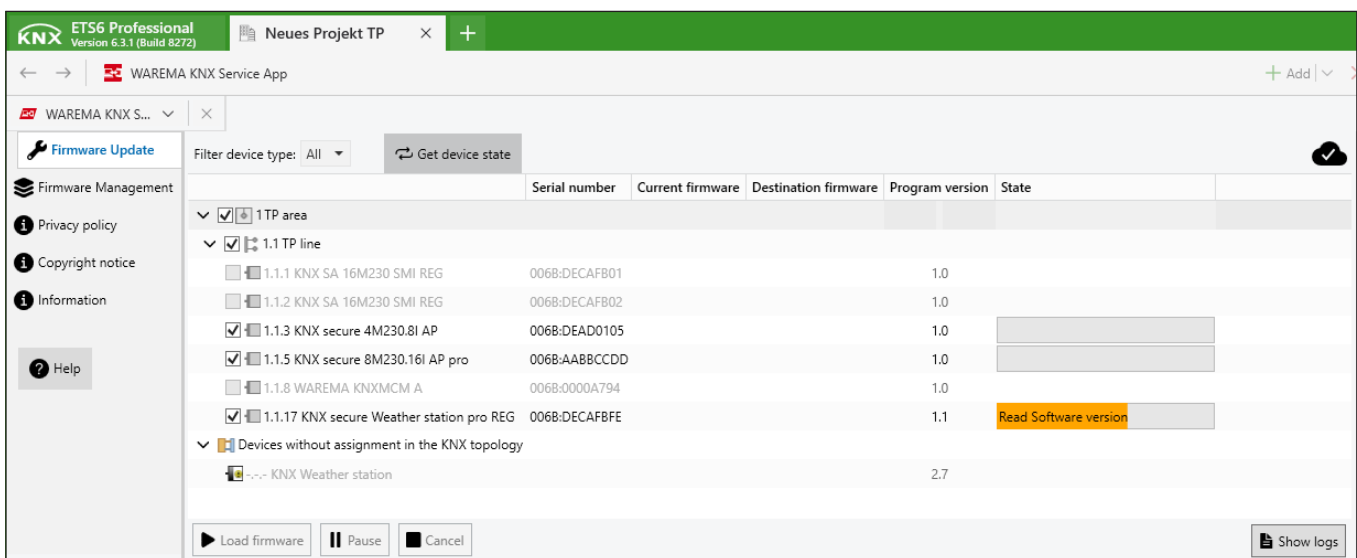 KNX ETS6 Professional
Version 6.3.1 (Build 8272)
Neues Projekt TP
WAREMA KNX Service App
Add
WAREMA KNX S...
Firmware Update
Firmware Management
Privacy policy
Copyright notice
Information
Help
Filter device type: All
Get device state
Serial number Current firmware Destination firmware Program version State
1 TP area
1.1 TP line
1.1.1 KNX SA 16M230 SMI REG 006B:DECAFB01 1.0
1.1.2 KNX SA 16M230 SMI REG 006B:DECAFB02 1.0
1.1.3 KNX secure 4M230.8I AP 006B:DEAD0105 1.0
1.1.5 KNX secure 8M230.16I AP pro 006B:AABBCCDD 1.0
1.1.8 WAREMA KNXMCM A 006B:0000A794 1.0
1.1.17 KNX secure Weather station pro REG 006B:DECAFBFE 1.1 Read Software version
Devices without assignment in the KNX topology
-.-.- KNX Weather station 2.7
Load firmware Pause Cancel Show logs